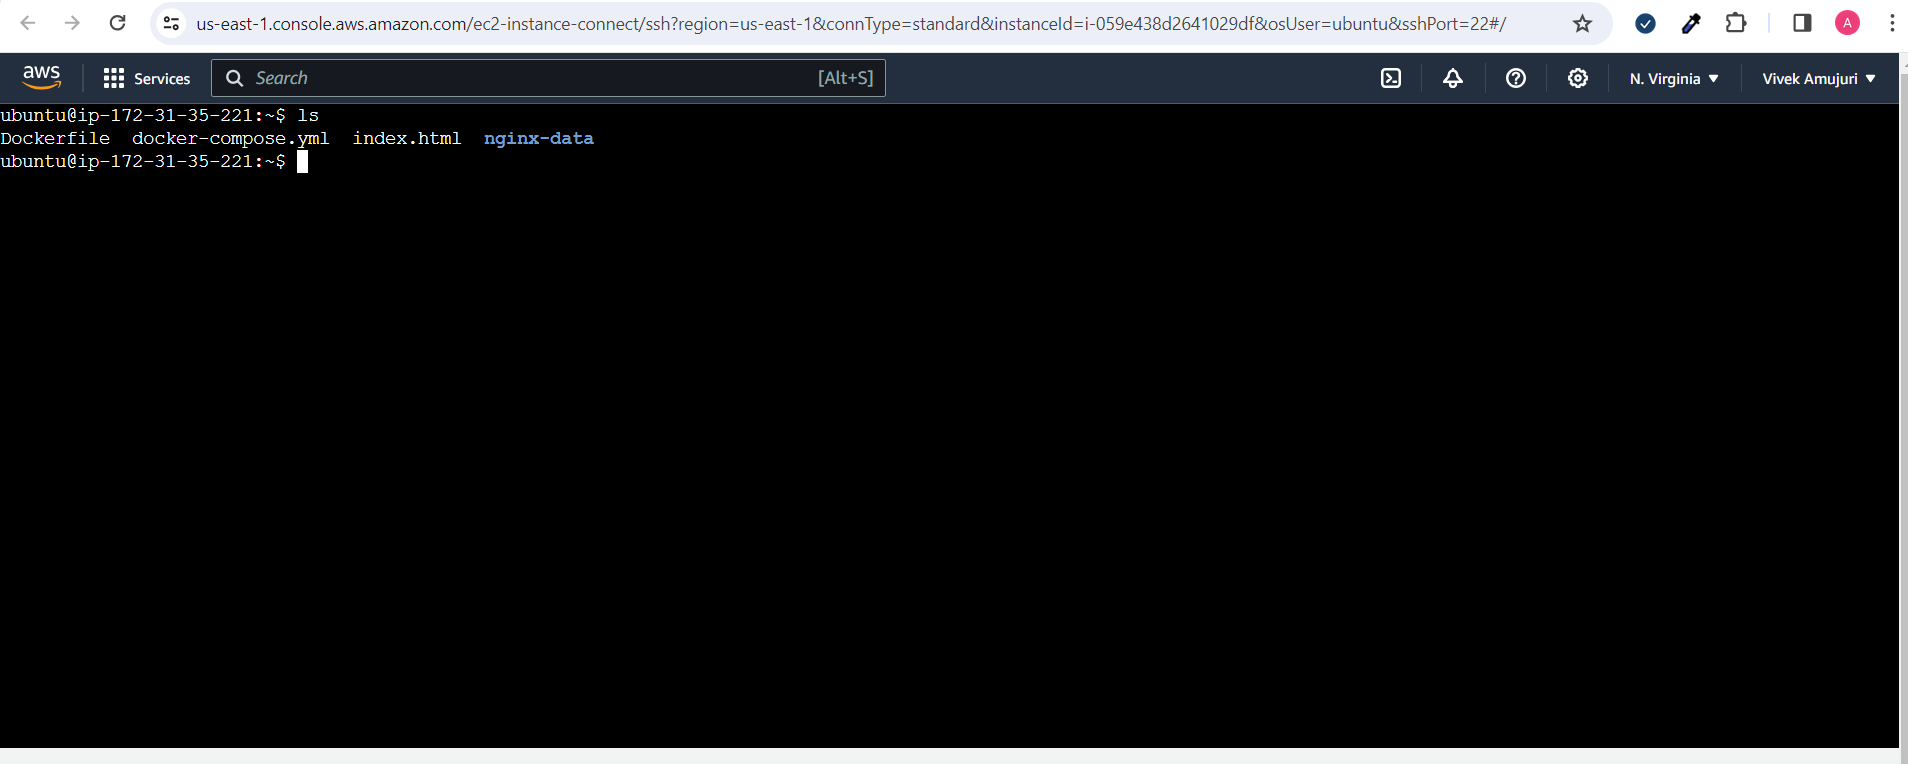 us-east-1.console.aws.amazon.com/ec2-instance-connect/ssh?region=us-east-1&connType=standard&instanceId=i-059e438d2641029df&osUser=ubuntu&sshPort=22#/
A
aws Services Search [Alt+S] N. Virginia Vivek Amujuri
ubuntu@ip-172-31-35-221:~$ ls
Dockerfile docker-compose.yml index.html nginx-data
ubuntu@ip-172-31-35-221:~$